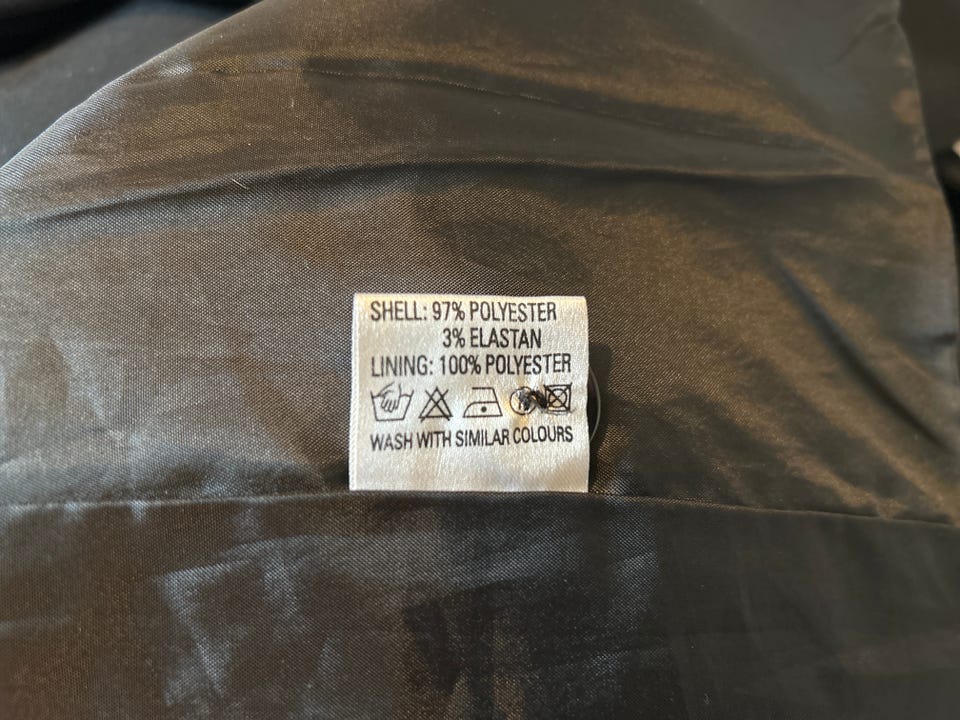 SHELL: 97% POLYESTER
3% ELASTAN
LINING: 100% POLYESTER
WASH WITH SIMILAR COLOURS